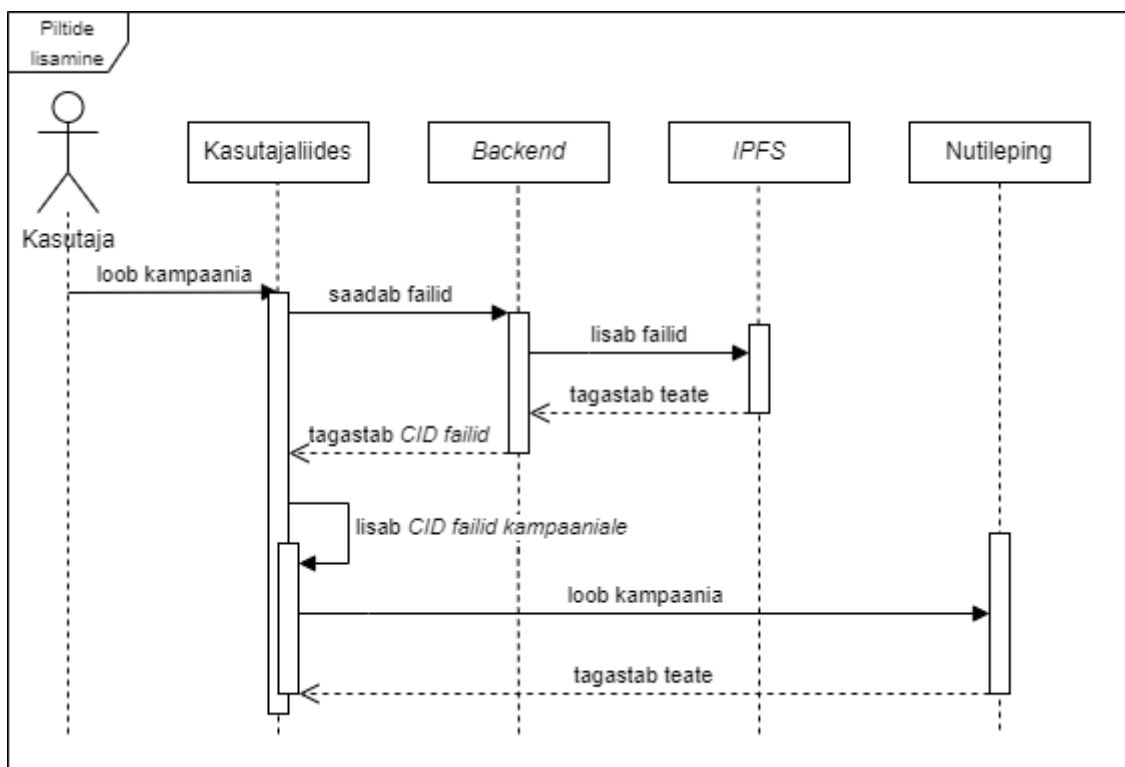 Piltide
lisamine
Kasutajaliides
Backend
IPFS
Nutileping
Kasutaja
loob kampaania
saadab failid
lisab failid
tagastab teate
tagastab CID failid
lisab CID failid kampaaniale
loob kampaania
tagastab teate